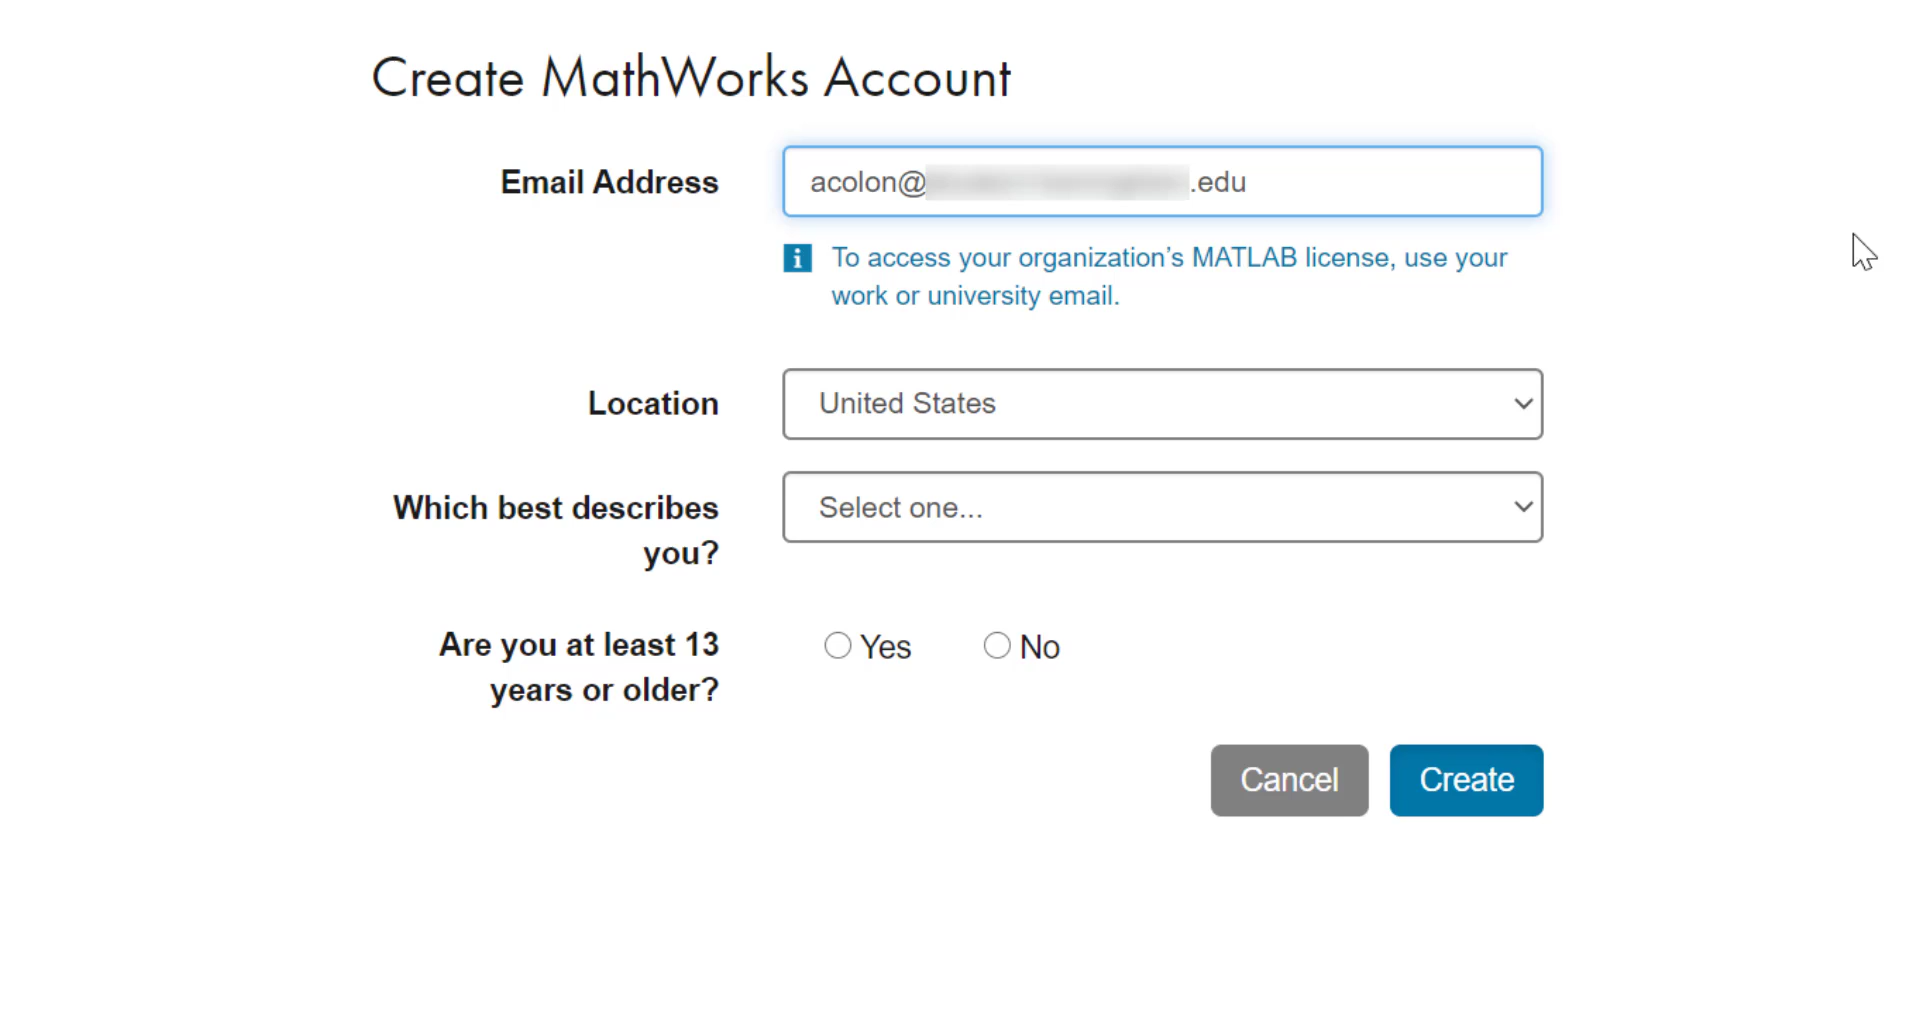 Create MathWorks Account
Email Address
acolon@ .edu
To access your organization’s MATLAB license, use your
work or university email.
Location
United States
Which best describes
you?
Select one...
Are you at least 13
years or older?
Yes
No
Cancel
Create